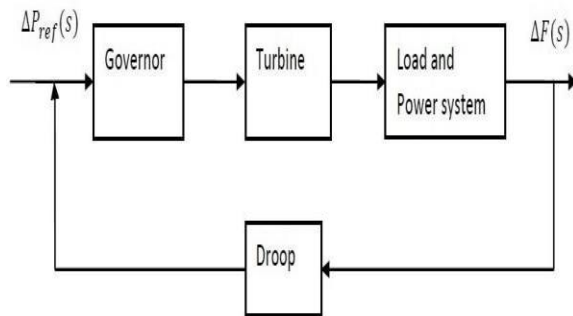 ΔP_ref(s)
Governor
Turbine
Load and
Power system
ΔF(s)
Droop